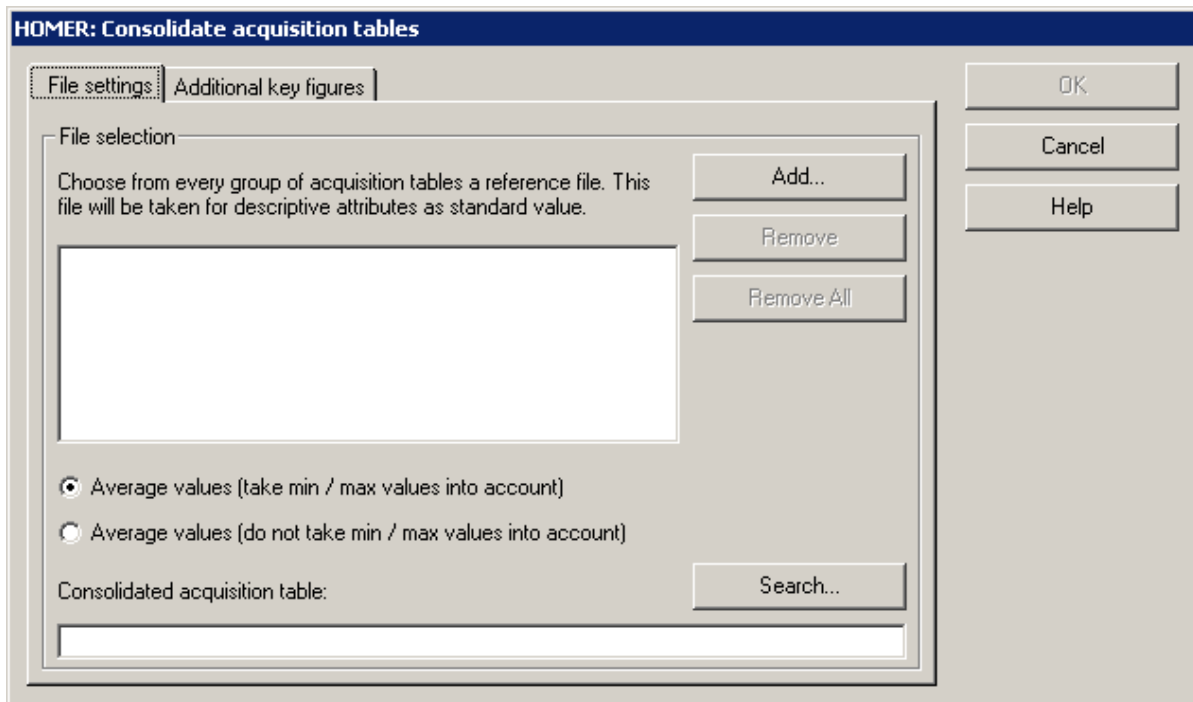 HOMER: Consolidate acquisition tables
File settings
Additional key figures
OK
File selection
Cancel
Choose from every group of acquisition tables a reference file. This
file will be taken for descriptive attributes as standard value.
Add...
Help
Remove
Remove All
Average values (take min / max values into account)
Average values (do not take min / max values into account)
Consolidated acquisition table:
Search...